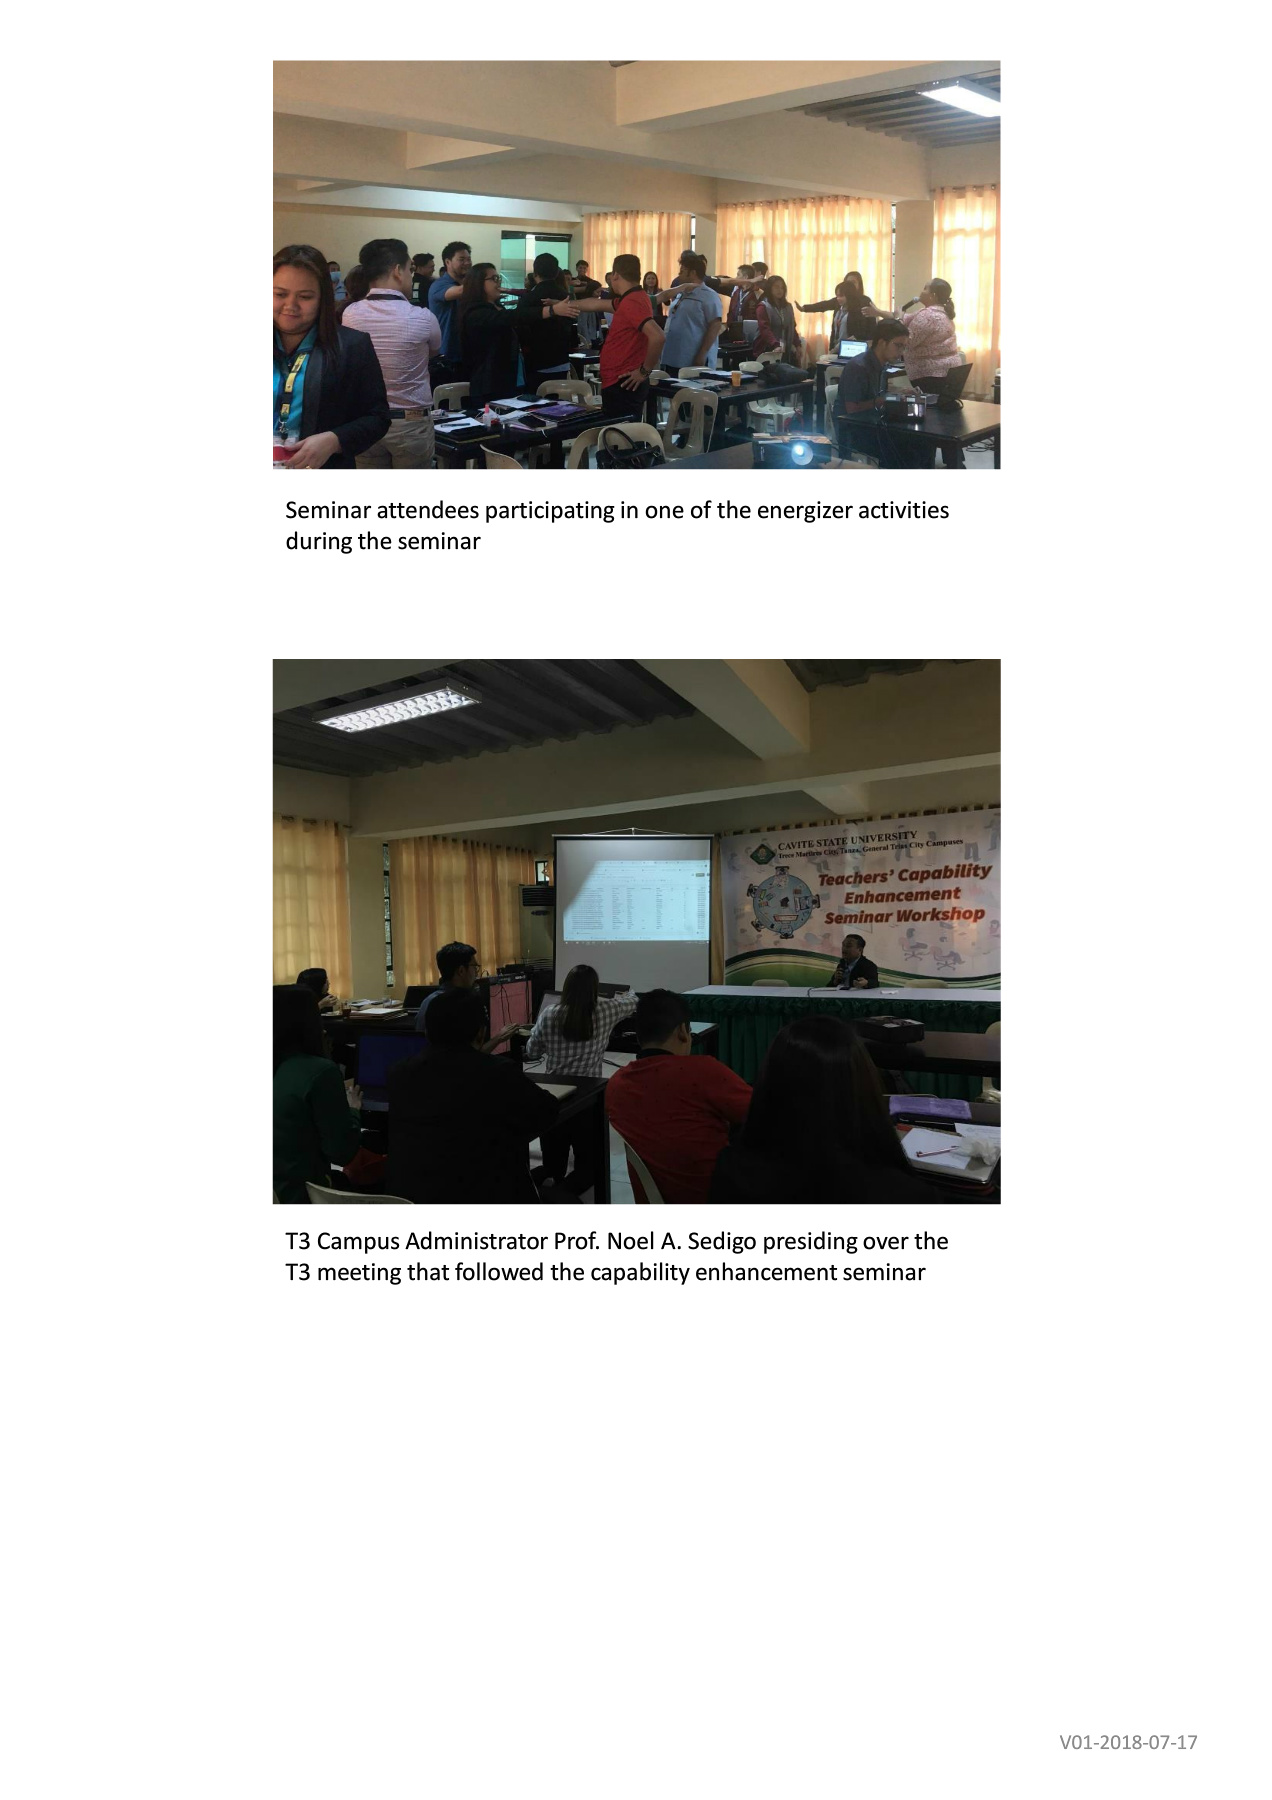 Seminar attendees participating in one of the energizer activities
during the seminar
CAVITE STATE UNIVERSITY
Trece Martires City, Tanza, General Trias City Campuses
Teachers' Capability
Enhancement
Seminar Workshop
T3 Campus Administrator Prof. Noel A. Sedigo presiding over the
T3 meeting that followed the capability enhancement seminar
V01-2018-07-17